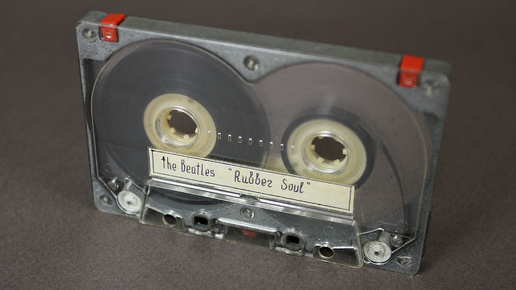 the Beatles "Rubber Soul"